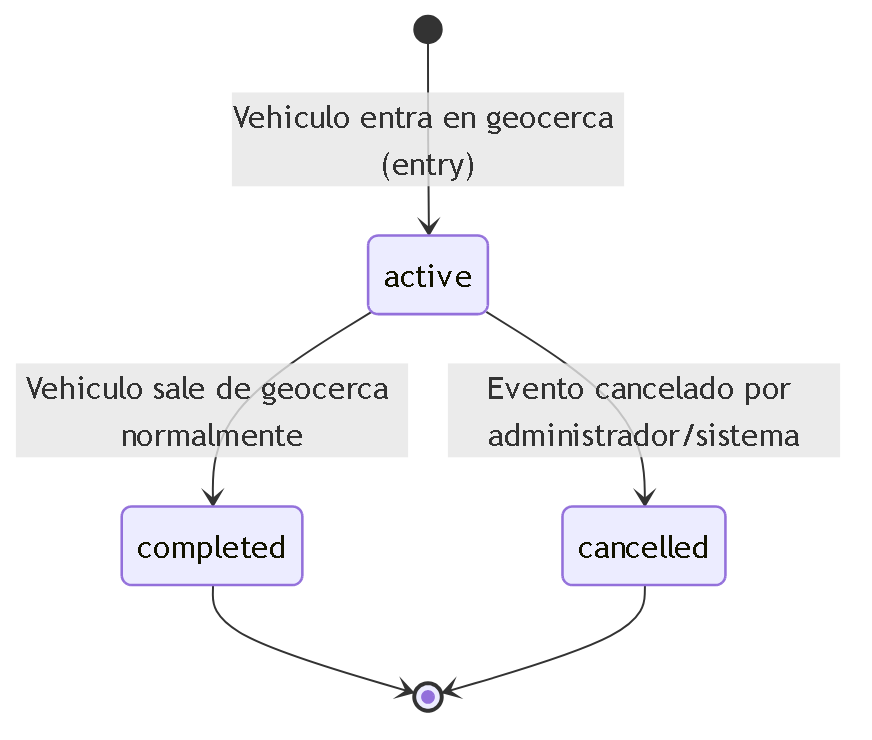 Vehiculo entra en geocerca
(entry)
active
Vehiculo sale de geocerca
normalmente
Evento cancelado por
administrador/sistema
completed
cancelled